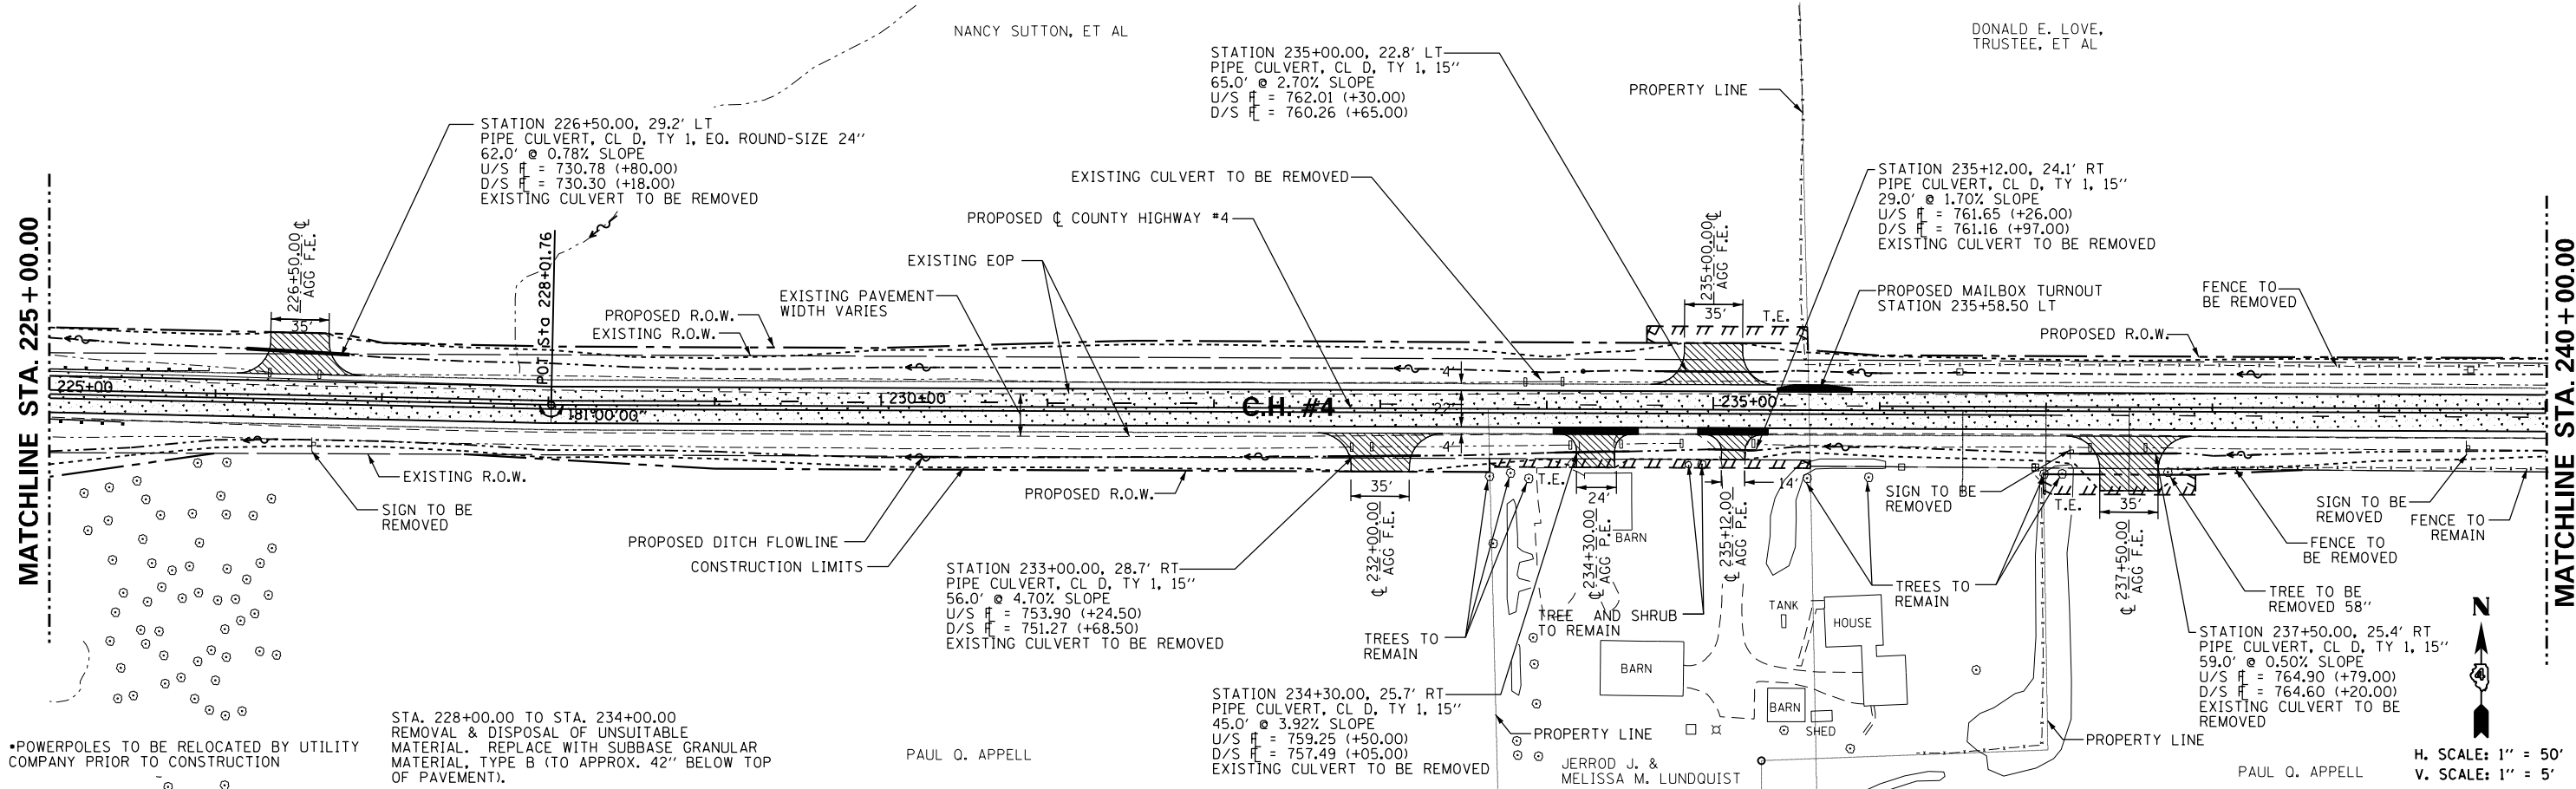 NANCY SUTTON, ET AL
DONALD E. LOVE,
TRUSTEE, ET AL
STATION 235+00.00, 22.8' LT
PIPE CULVERT, CL D, TY 1, 15''
65.0' @ 2.70% SLOPE
U/S FL = 762.01 (+30.00)
D/S FL = 760.26 (+65.00)
PROPERTY LINE
STATION 226+50.00, 29.2' LT
PIPE CULVERT, CL D, TY 1, EQ. ROUND-SIZE 24''
62.0' @ 0.78% SLOPE
U/S FL = 730.78 (+80.00)
D/S FL = 730.30 (+18.00)
EXISTING CULVERT TO BE REMOVED
EXISTING CULVERT TO BE REMOVED
STATION 235+12.00, 24.1' RT
PIPE CULVERT, CL D, TY 1, 15''
29.0' @ 1.70% SLOPE
U/S FL = 761.65 (+26.00)
D/S FL = 761.16 (+97.00)
EXISTING CULVERT TO BE REMOVED
PROPOSED ℄ COUNTY HIGHWAY #4
MATCHLINE STA. 225+00.00
226+50.00 ℄
AGG F.E.
35'
POT Sta 228+01.76
EXISTING EOP
EXISTING PAVEMENT
WIDTH VARIES
PROPOSED R.O.W.
EXISTING R.O.W.
235+00.00 ℄
AGG F.E.
35'
T.E.
PROPOSED MAILBOX TURNOUT
STATION 235+58.50 LT
FENCE TO
BE REMOVED
PROPOSED R.O.W.
MATCHLINE STA. 240+00.00
4'
225+00
181°00'00"
230+00
C.H. #4
22'
235+00
4'
EXISTING R.O.W.
SIGN TO BE
REMOVED
PROPOSED R.O.W.
35'
℄ 232+00.00
AGG F.E.
T.E.
24'
℄ 234+30.00
AGG P.E.
BARN
14'
℄ 235+12.00
AGG P.E.
SIGN TO BE
REMOVED
T.E.
35'
℄ 237+50.00
AGG F.E.
SIGN TO BE
REMOVED
FENCE TO
REMAIN
FENCE TO
BE REMOVED
PROPOSED DITCH FLOWLINE
CONSTRUCTION LIMITS
STATION 233+00.00, 28.7' RT
PIPE CULVERT, CL D, TY 1, 15''
56.0' @ 4.70% SLOPE
U/S FL = 753.90 (+24.50)
D/S FL = 751.27 (+68.50)
EXISTING CULVERT TO BE REMOVED
TREES TO
REMAIN
TREE AND SHRUB
TO REMAIN
TANK
HOUSE
TREES TO
REMAIN
TREE TO BE
REMOVED 58''
N
4
BARN
BARN
SHED
STATION 237+50.00, 25.4' RT
PIPE CULVERT, CL D, TY 1, 15''
59.0' @ 0.50% SLOPE
U/S FL = 764.90 (+79.00)
D/S FL = 764.60 (+20.00)
EXISTING CULVERT TO BE
REMOVED
STATION 234+30.00, 25.7' RT
PIPE CULVERT, CL D, TY 1, 15''
45.0' @ 3.92% SLOPE
U/S FL = 759.25 (+50.00)
D/S FL = 757.49 (+05.00)
EXISTING CULVERT TO BE REMOVED
PROPERTY LINE
PROPERTY LINE
•POWERPOLES TO BE RELOCATED BY UTILITY
COMPANY PRIOR TO CONSTRUCTION
STA. 228+00.00 TO STA. 234+00.00
REMOVAL & DISPOSAL OF UNSUITABLE
MATERIAL. REPLACE WITH SUBBASE GRANULAR
MATERIAL, TYPE B (TO APPROX. 42'' BELOW TOP
OF PAVEMENT).
PAUL Q. APPELL
JERROD J. &
MELISSA M. LUNDQUIST
PAUL Q. APPELL
H. SCALE: 1'' = 50'
V. SCALE: 1'' = 5'